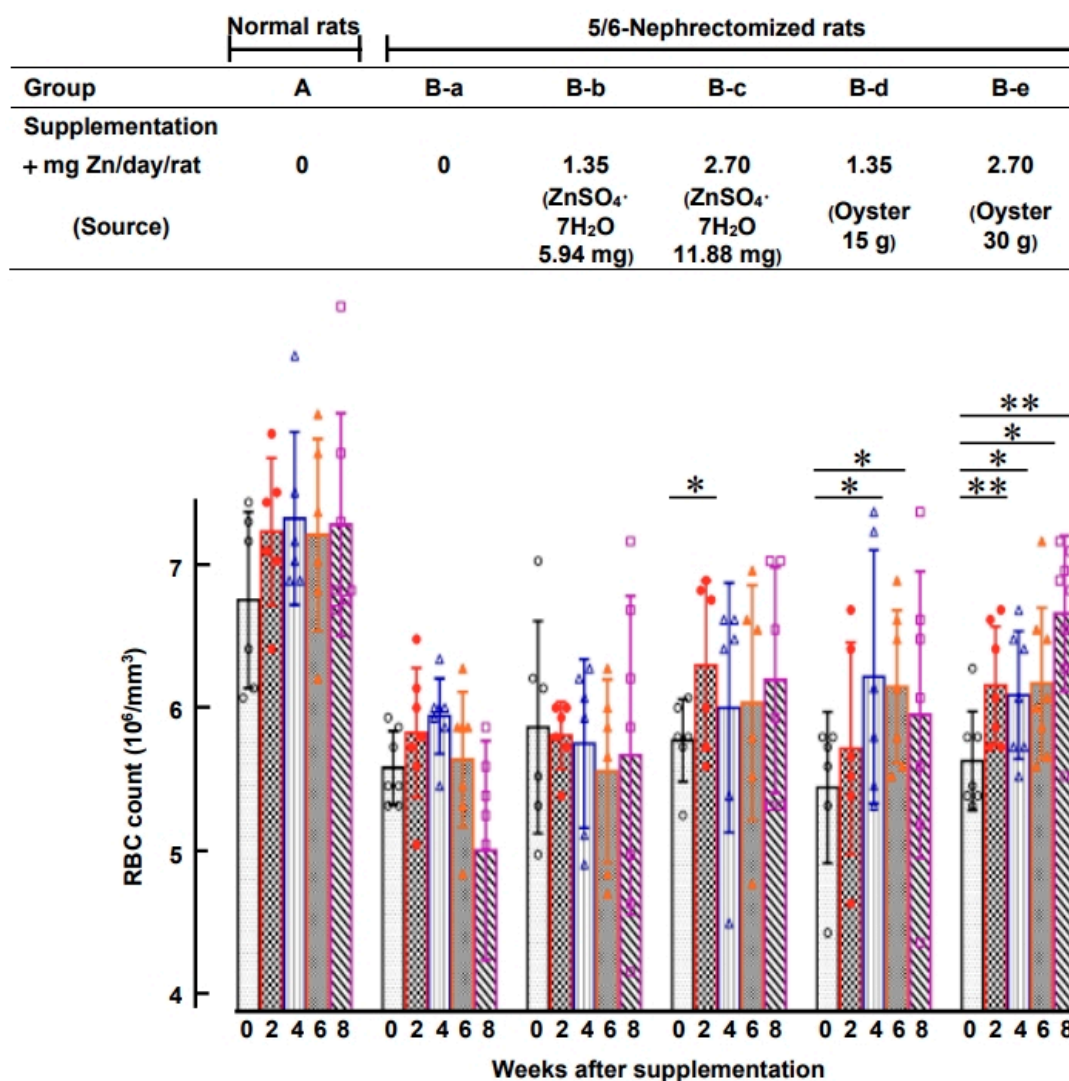 Normal rats 5/6-Nephrectomized rats
Group A B-a B-b B-c B-d B-e
Supplementation
+ mg Zn/day/rat 0 0 1.35 2.70 1.35 2.70
(Source) (ZnSO₄· 7H₂O 5.94 mg) (ZnSO₄· 7H₂O 11.88 mg) (Oyster 15 g) (Oyster 30 g)
**
* *
* * * *
**
RBC count (10⁶/mm³)
7
6
5
4
0 2 4 6 8 0 2 4 6 8 0 2 4 6 8 0 2 4 6 8 0 2 4 6 8 0 2 4 6 8
Weeks after supplementation